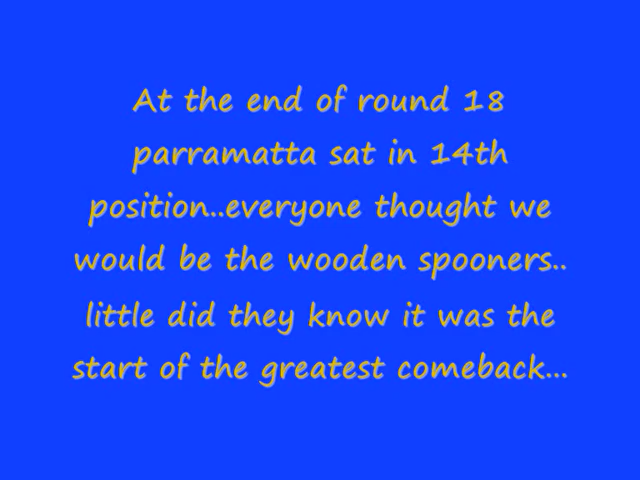 At the end of round 18
parramatta sat in 14th
position..everyone thought we
would be the wooden spooners..
little did they know it was the
start of the greatest comeback...